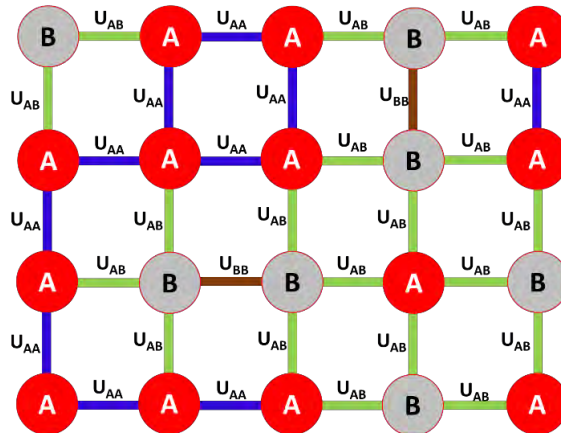 U_AB U_AA U_AB U_AB
B A A B A
U_AB U_AA U_AA U_BB U_AA
A A A B A
U_AA U_AA U_AB U_AB
U_AA U_AB U_AB U_AB U_AB
A B B A B
U_AB U_BB U_AB U_AB
U_AA U_AB U_AB U_AB U_AB
U_AA U_AA U_AB U_AB
A A A B A